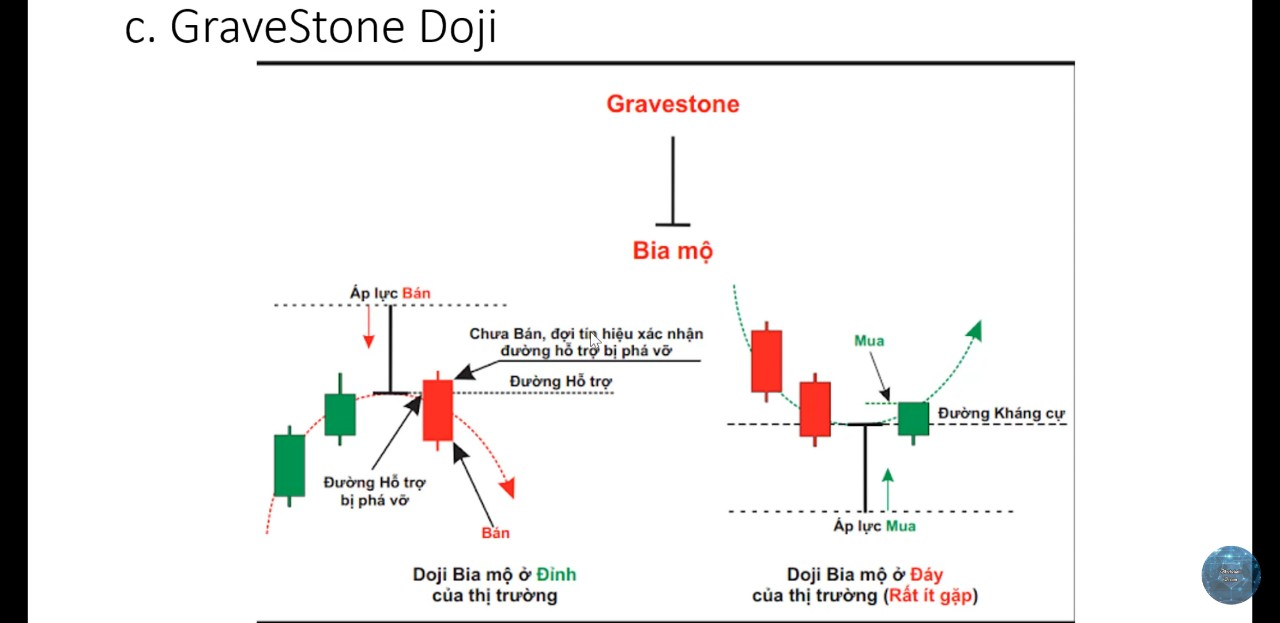 c. GraveStone Doji
Gravestone
Bia mộ
Áp lực Bán
Chưa Bán, đợi tín hiệu xác nhận
đường hỗ trợ bị phá vỡ
Đường Hỗ trợ
Đường Hỗ trợ
bị phá vỡ
Bán
Doji Bia mộ ở Đỉnh
của thị trường
Mua
Đường Kháng cự
Áp lực Mua
Doji Bia mộ ở Đáy
của thị trường (Rất ít gặp)